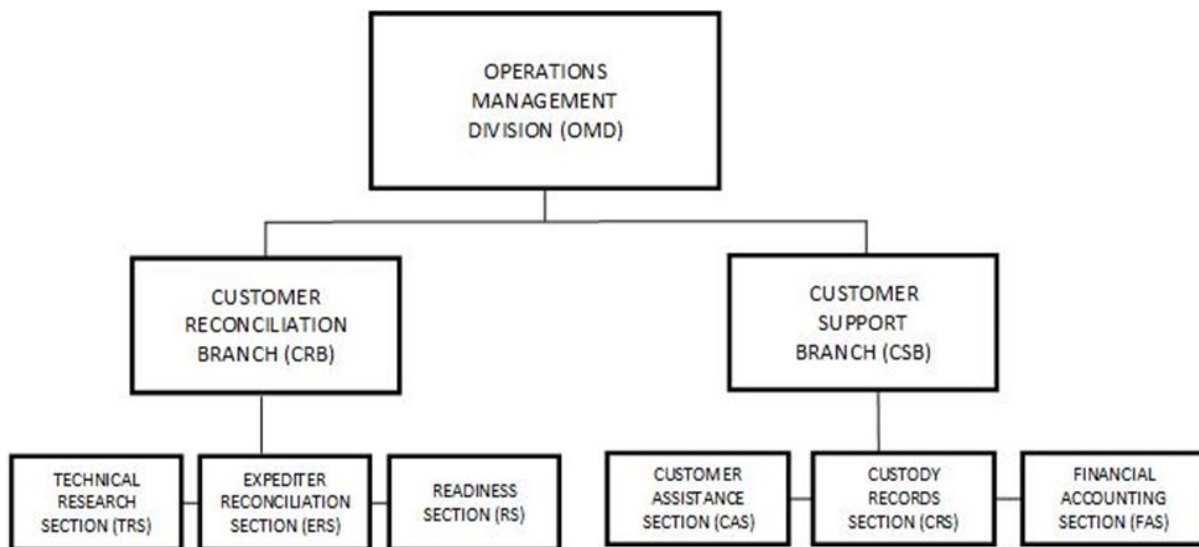 OPERATIONS
MANAGEMENT
DIVISION (OMD)
CUSTOMER
RECONCILIATION
BRANCH (CRB)
CUSTOMER
SUPPORT
BRANCH (CSB)
TECHNICAL
RESEARCH
SECTION (TRS)
EXPEDITER
RECONCILIATION
SECTION (ERS)
READINESS
SECTION (RS)
CUSTOMER
ASSISTANCE
SECTION (CAS)
CUSTODY
RECORDS
SECTION (CRS)
FINANCIAL
ACCOUNTING
SECTION (FAS)